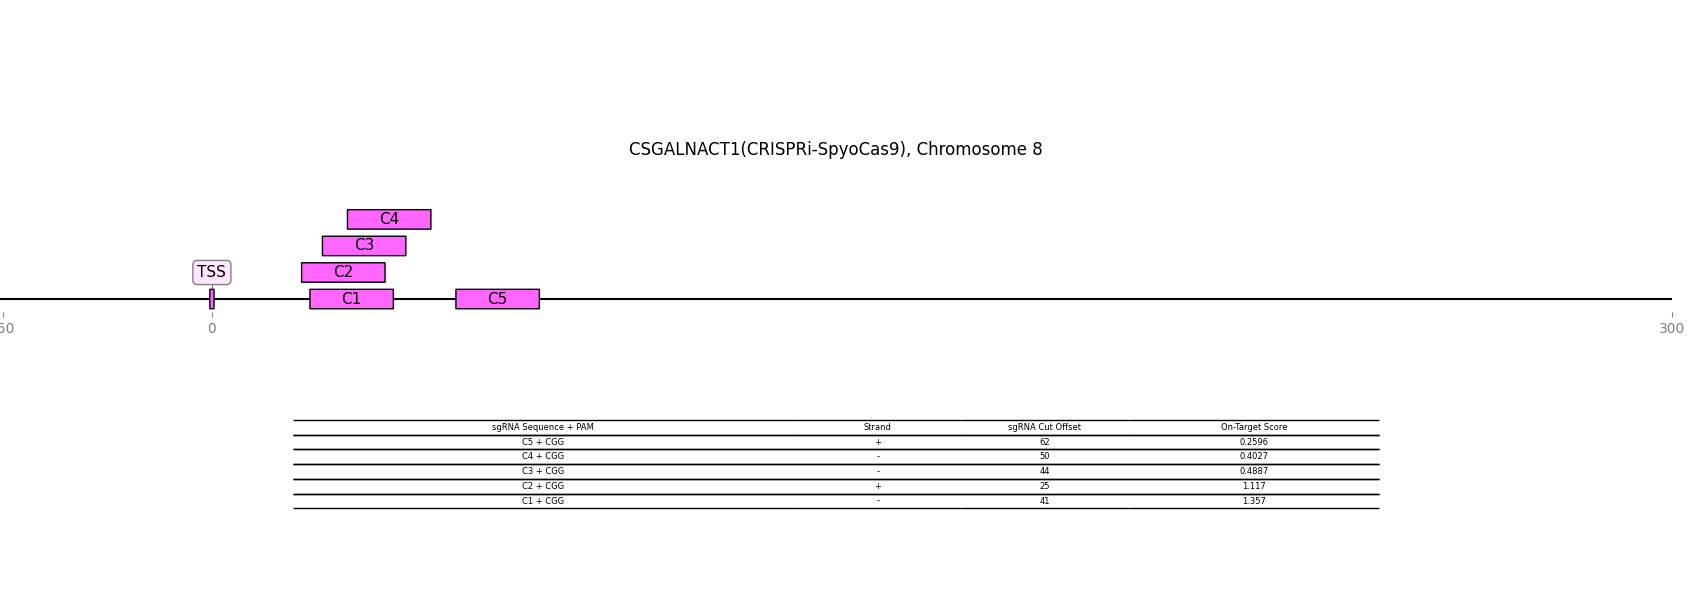 CSGALNACT1(CRISPRi-SpyoCas9), Chromosome 8
C4
C3
TSS C2
C1 C5
50 0 300
sgRNA Sequence + PAM Strand sgRNA Cut Offset On-Target Score
C5 + CGG + 62 0.2596
C4 + CGG - 50 0.4027
C3 + CGG - 44 0.4887
C2 + CGG + 25 1.117
C1 + CGG - 41 1.357